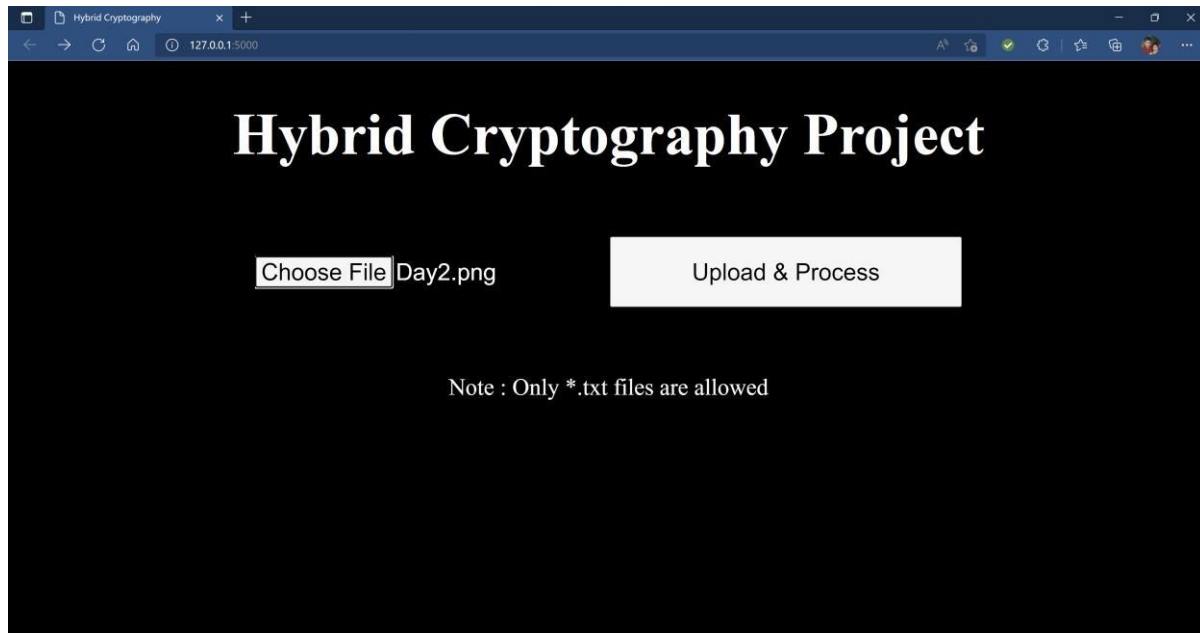 Hybrid Cryptography
127.0.0.1:5000
Hybrid Cryptography Project
Choose File Day2.png Upload & Process
Note : Only *.txt files are allowed